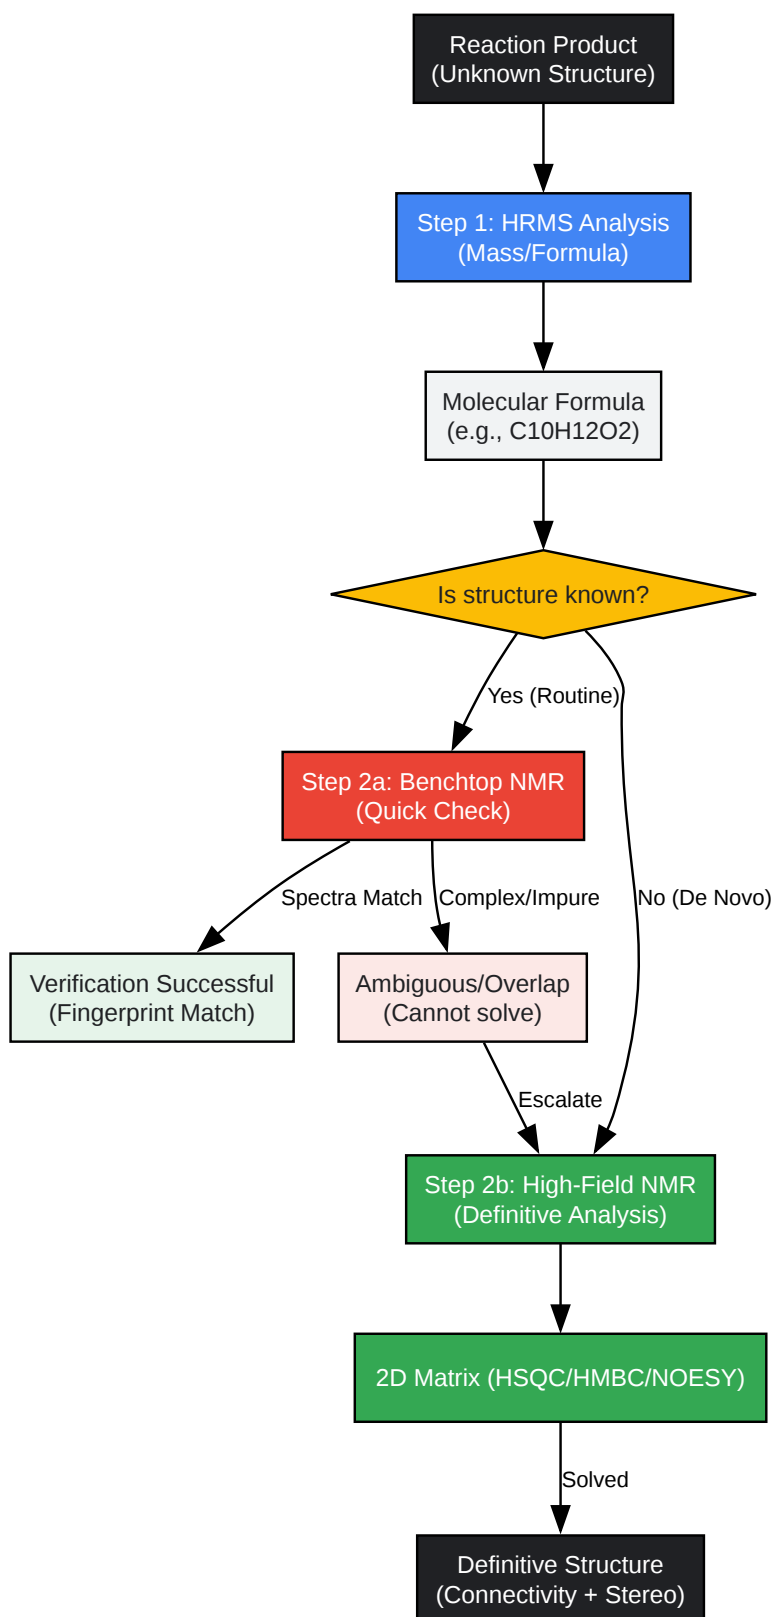 Reaction Product
(Unknown Structure)
Step 1: HRMS Analysis
(Mass/Formula)
Molecular Formula
(e.g., C10H12O2)
Is structure known?
Yes (Routine)
Step 2a: Benchtop NMR
(Quick Check)
Spectra Match
Complex/Impure
No (De Novo)
Verification Successful
(Fingerprint Match)
Ambiguous/Overlap
(Cannot solve)
Escalate
Step 2b: High-Field NMR
(Definitive Analysis)
2D Matrix (HSQC/HMBC/NOESY)
Solved
Definitive Structure
(Connectivity + Stereo)